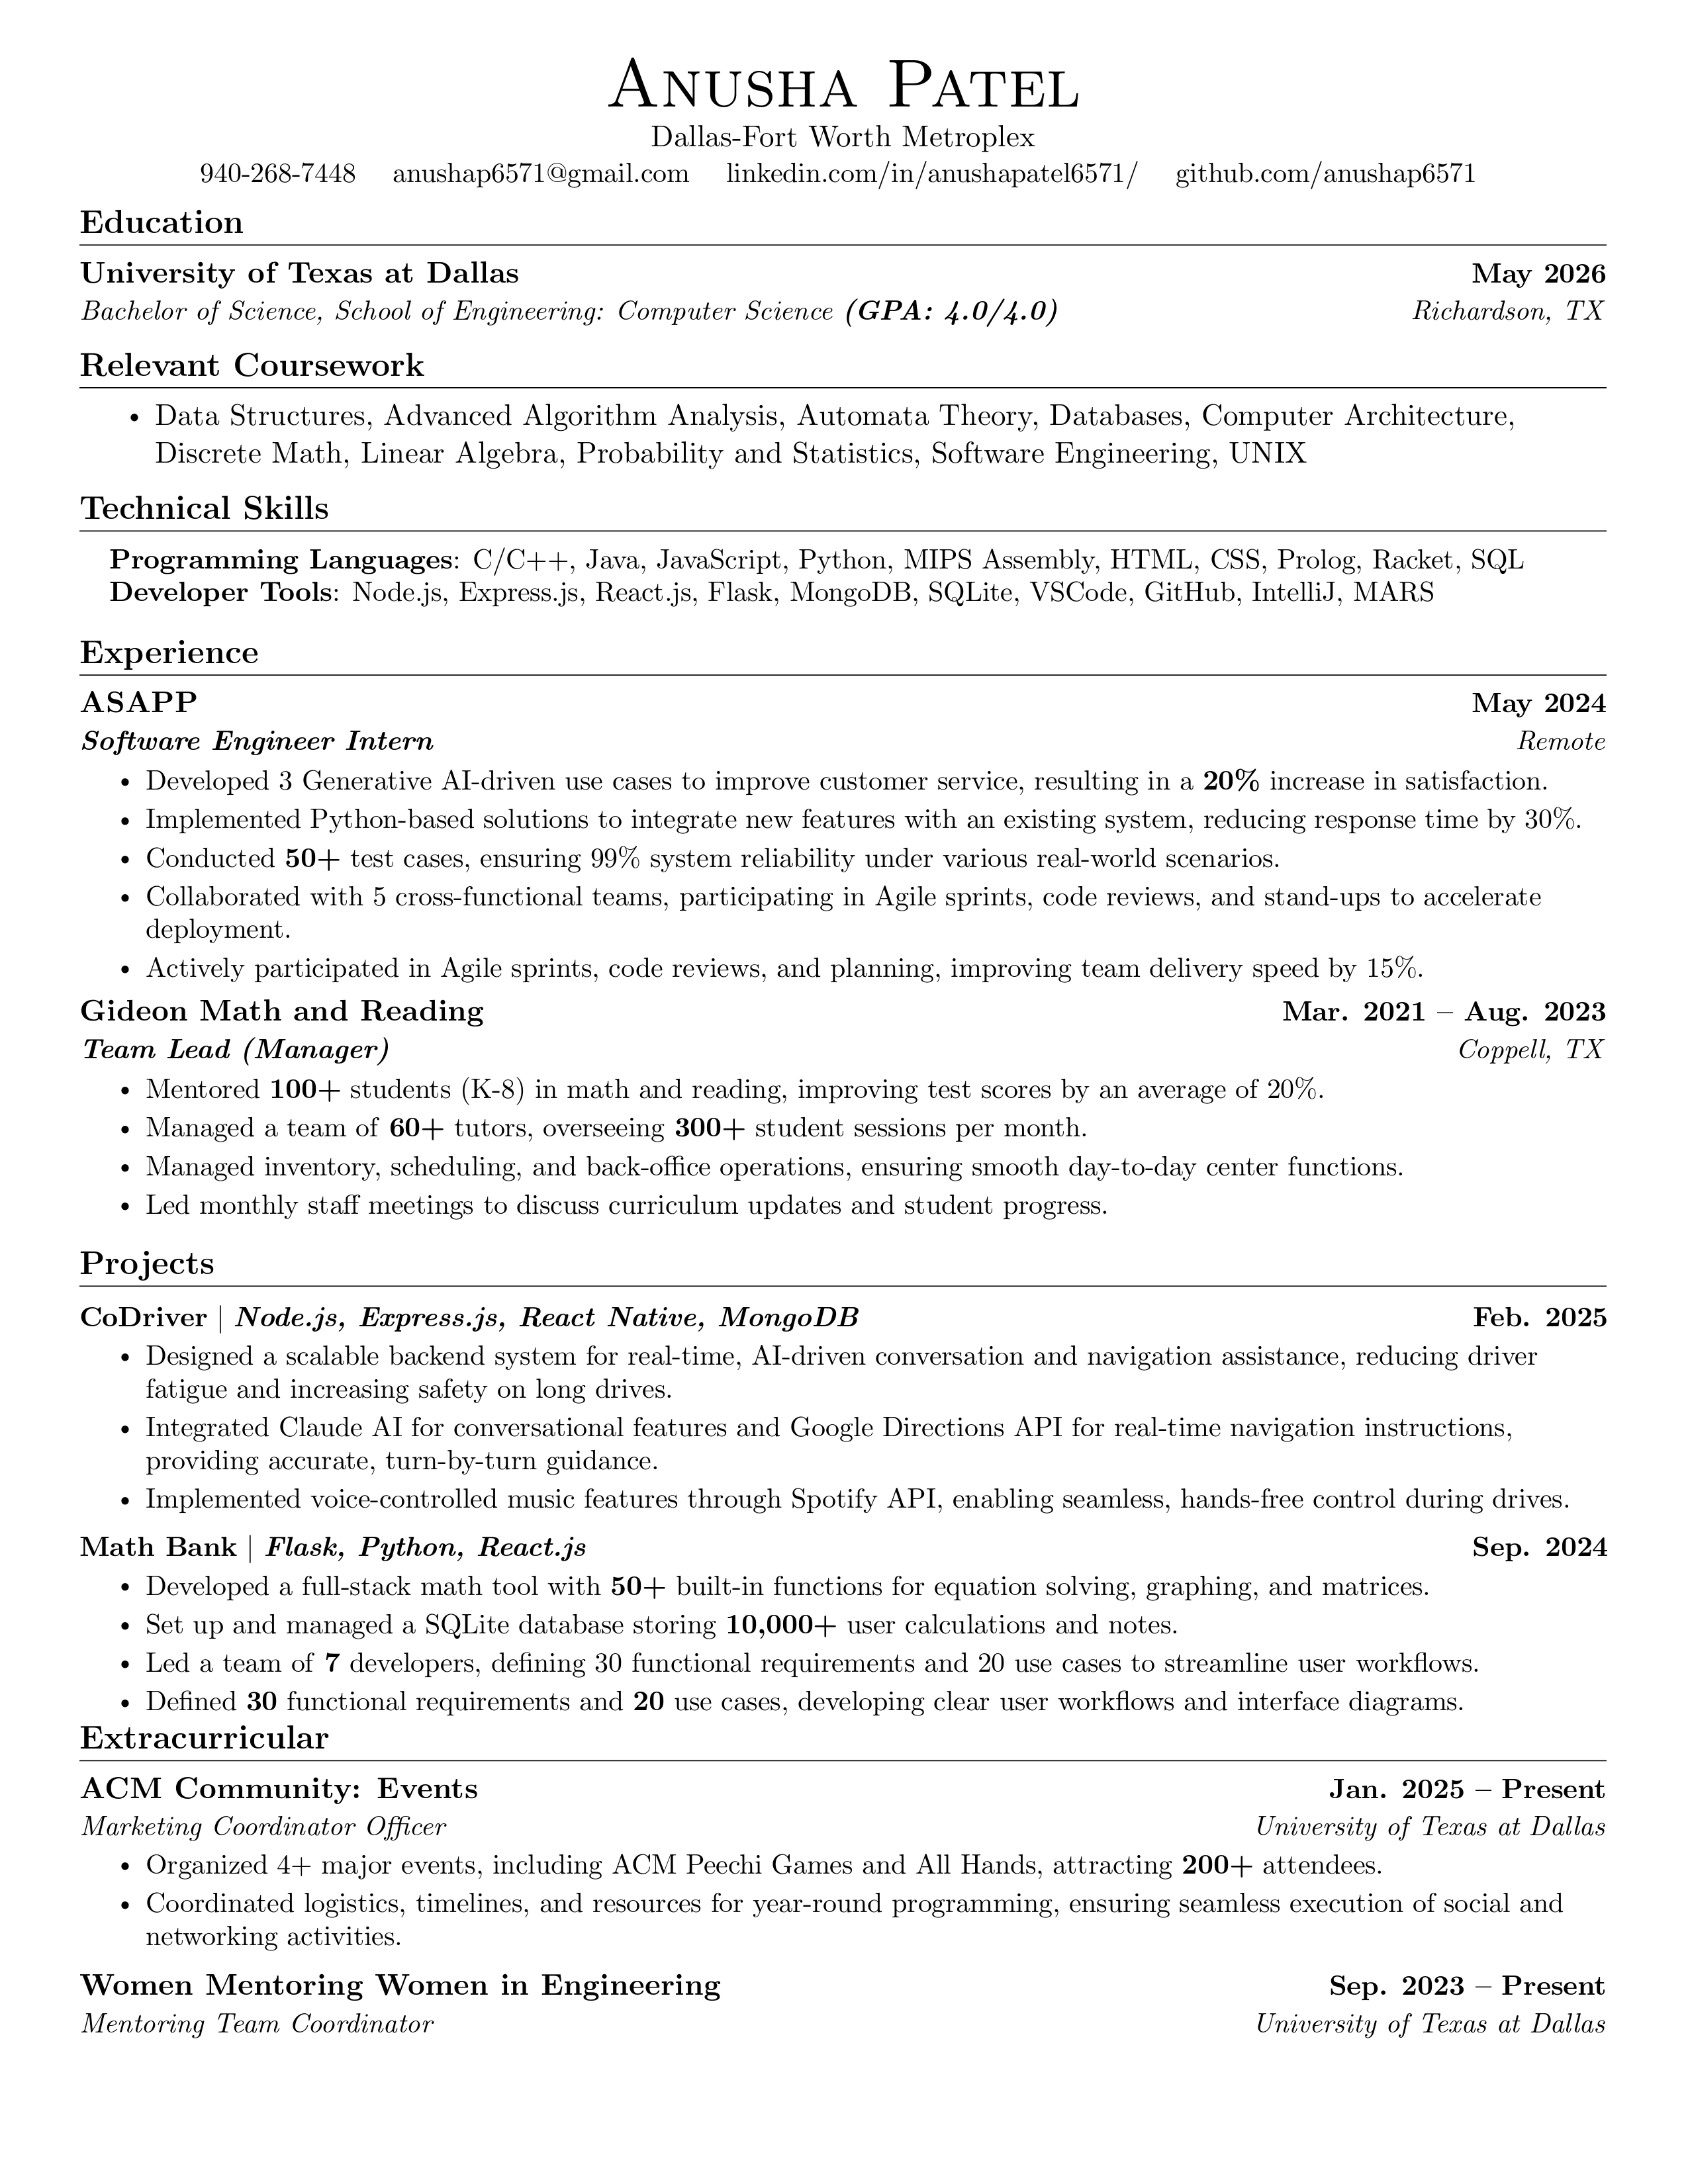 Anusha Patel
Dallas-Fort Worth Metroplex
940-268-7448 anushap6571@gmail.com linkedin.com/in/anushapatel6571/ github.com/anushap6571
Education
University of Texas at Dallas May 2026
Bachelor of Science, School of Engineering: Computer Science (GPA: 4.0/4.0) Richardson, TX
Relevant Coursework
• Data Structures, Advanced Algorithm Analysis, Automata Theory, Databases, Computer Architecture,
Discrete Math, Linear Algebra, Probability and Statistics, Software Engineering, UNIX
Technical Skills
Programming Languages: C/C++, Java, JavaScript, Python, MIPS Assembly, HTML, CSS, Prolog, Racket, SQL
Developer Tools: Node.js, Express.js, React.js, Flask, MongoDB, SQLite, VSCode, GitHub, IntelliJ, MARS
Experience
ASAPP May 2024
Software Engineer Intern Remote
• Developed 3 Generative AI-driven use cases to improve customer service, resulting in a 20% increase in satisfaction.
• Implemented Python-based solutions to integrate new features with an existing system, reducing response time by 30%.
• Conducted 50+ test cases, ensuring 99% system reliability under various real-world scenarios.
• Collaborated with 5 cross-functional teams, participating in Agile sprints, code reviews, and stand-ups to accelerate
deployment.
• Actively participated in Agile sprints, code reviews, and planning, improving team delivery speed by 15%.
Gideon Math and Reading Mar. 2021 – Aug. 2023
Team Lead (Manager) Coppell, TX
• Mentored 100+ students (K-8) in math and reading, improving test scores by an average of 20%.
• Managed a team of 60+ tutors, overseeing 300+ student sessions per month.
• Managed inventory, scheduling, and back-office operations, ensuring smooth day-to-day center functions.
• Led monthly staff meetings to discuss curriculum updates and student progress.
Projects
CoDriver | Node.js, Express.js, React Native, MongoDB Feb. 2025
• Designed a scalable backend system for real-time, AI-driven conversation and navigation assistance, reducing driver
fatigue and increasing safety on long drives.
• Integrated Claude AI for conversational features and Google Directions API for real-time navigation instructions,
providing accurate, turn-by-turn guidance.
• Implemented voice-controlled music features through Spotify API, enabling seamless, hands-free control during drives.
Math Bank | Flask, Python, React.js Sep. 2024
• Developed a full-stack math tool with 50+ built-in functions for equation solving, graphing, and matrices.
• Set up and managed a SQLite database storing 10,000+ user calculations and notes.
• Led a team of 7 developers, defining 30 functional requirements and 20 use cases to streamline user workflows.
• Defined 30 functional requirements and 20 use cases, developing clear user workflows and interface diagrams.
Extracurricular
ACM Community: Events Jan. 2025 – Present
Marketing Coordinator Officer University of Texas at Dallas
• Organized 4+ major events, including ACM Peechi Games and All Hands, attracting 200+ attendees.
• Coordinated logistics, timelines, and resources for year-round programming, ensuring seamless execution of social and
networking activities.
Women Mentoring Women in Engineering Sep. 2023 – Present
Mentoring Team Coordinator University of Texas at Dallas